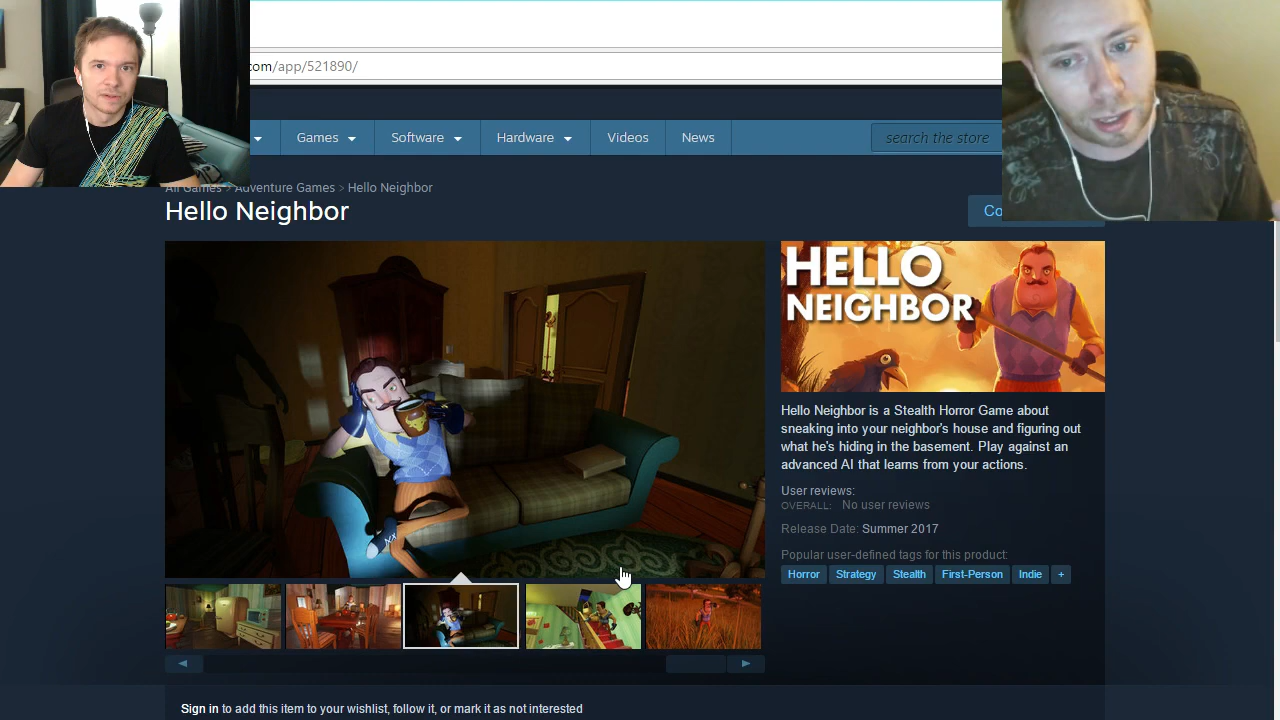 com/app/521890/
Games
Software
Hardware
Videos
News
search the store
All Games > Adventure Games > Hello Neighbor
Hello Neighbor
Co
HELLO
NEIGHBOR
Hello Neighbor is a Stealth Horror Game about
sneaking into your neighbor's house and figuring out
what he's hiding in the basement. Play against an
advanced AI that learns from your actions.
User reviews:
OVERALL: No user reviews
Release Date: Summer 2017
Popular user-defined tags for this product:
Horror Strategy Stealth First-Person Indie +
Sign in to add this item to your wishlist, follow it, or mark it as not interested